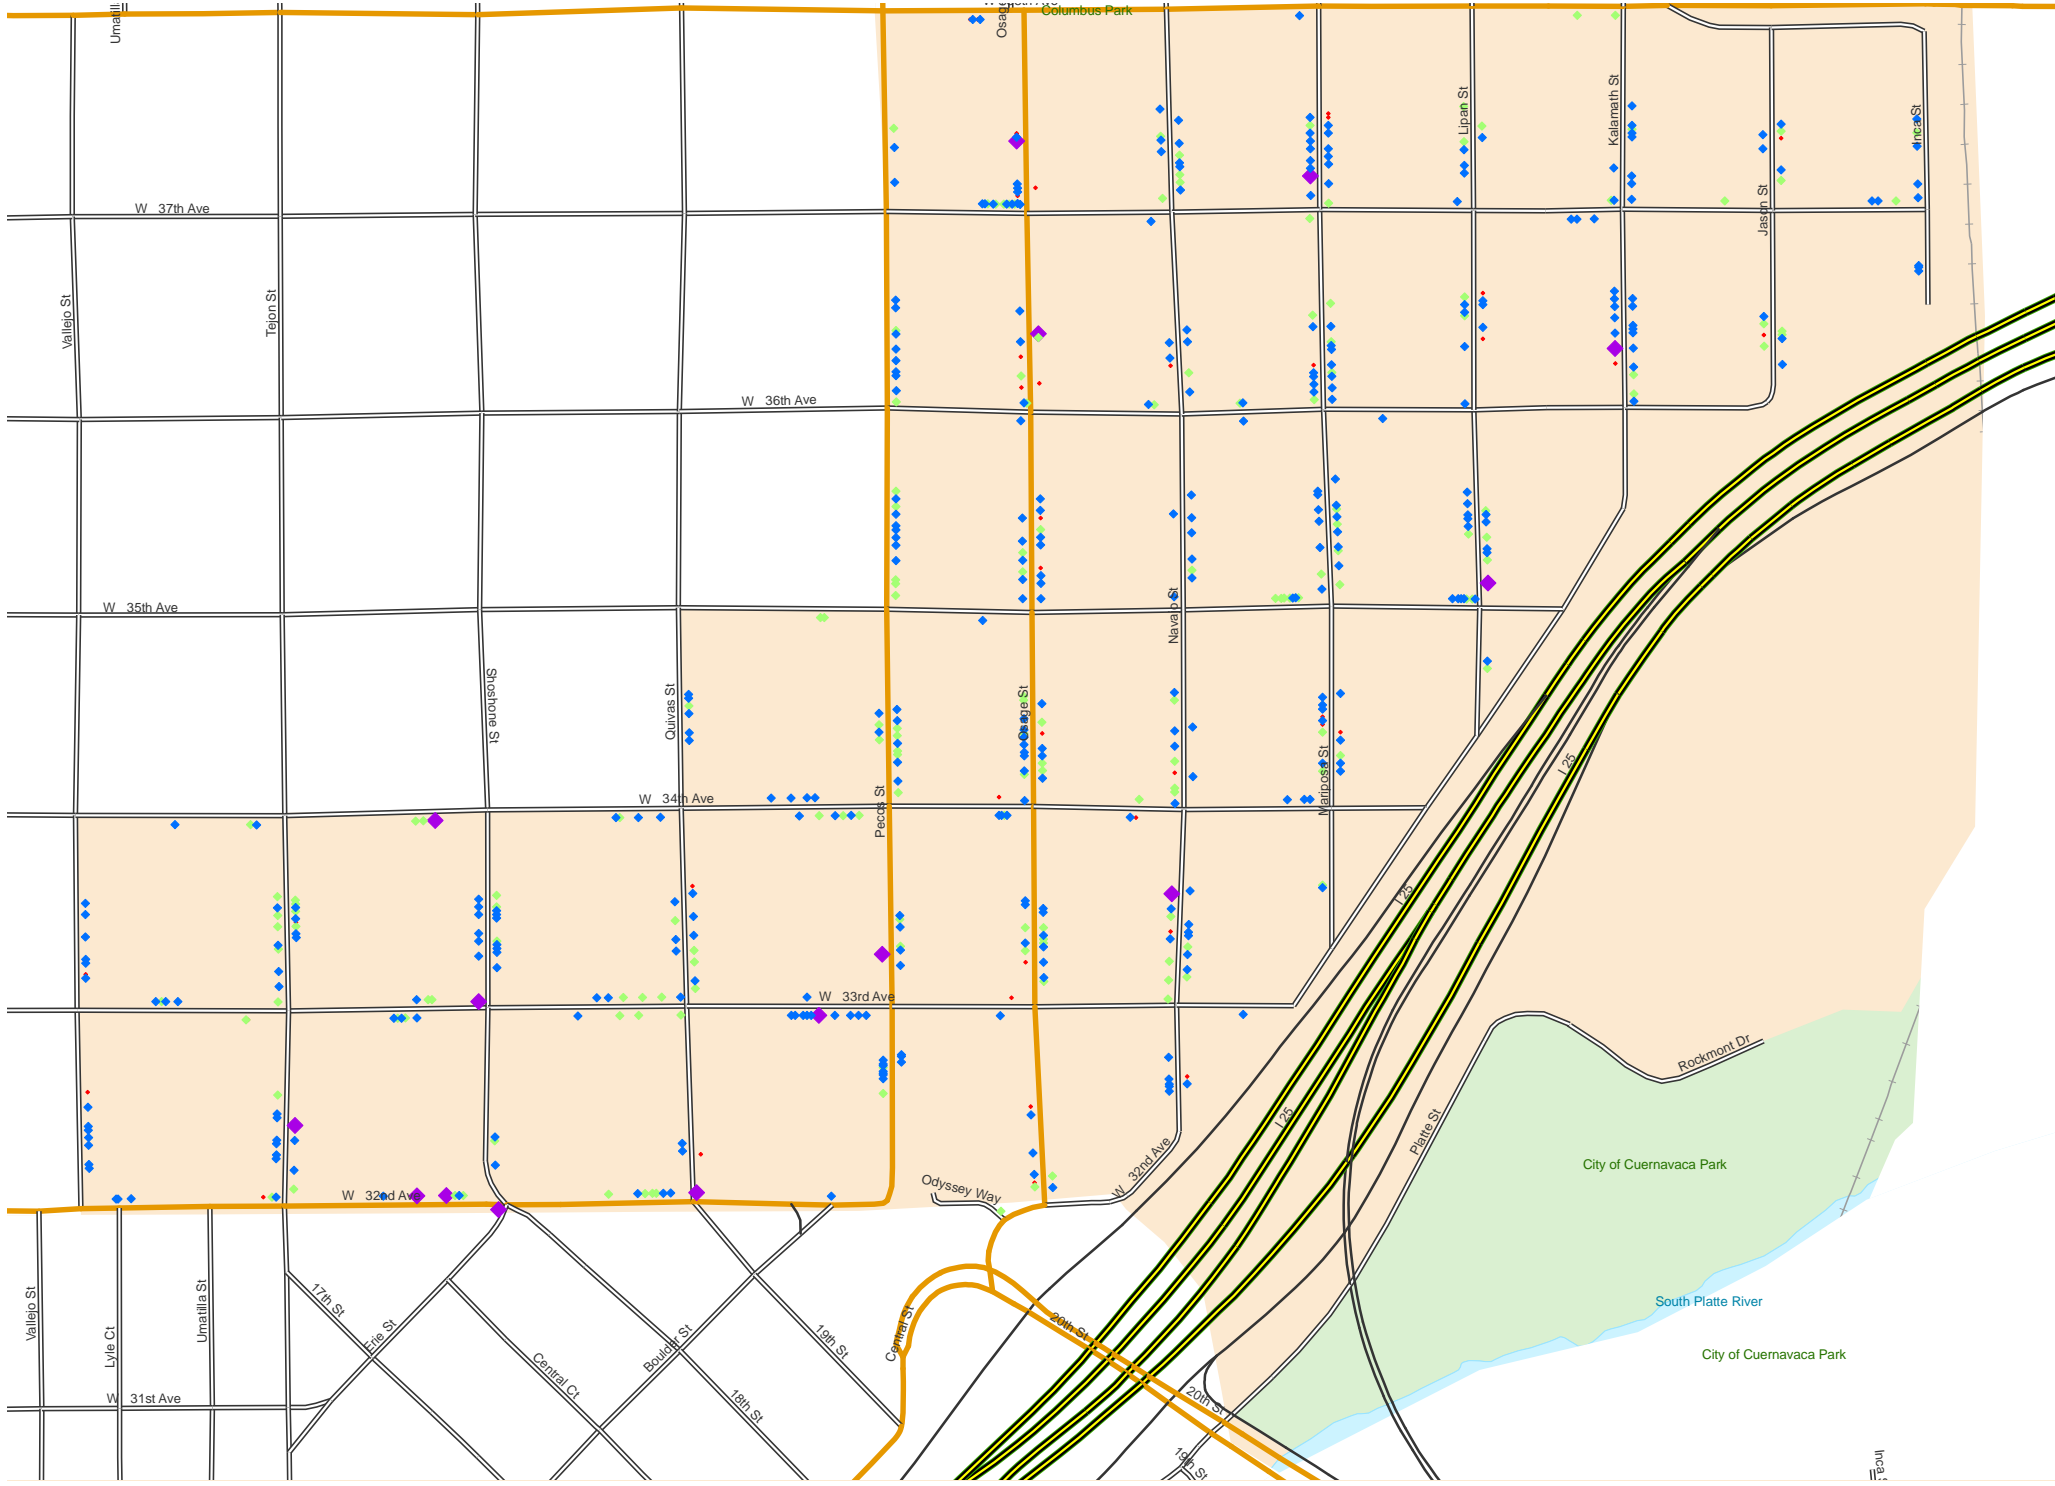 Umatill
Osag
Columbus Park
Lipan St
Kalamath St
Inca St
Jason St
W 37th Ave
Vallejo St
Tejon St
W 36th Ave
W 35th Ave
Navajo St
Shoshone St
Quivas St
Osage St
Mariposa St
Pecos St
I 25
W 34th Ave
I 25
W 33rd Ave
Rockmont Dr
I 25
Platte St
W 32nd Ave
Odyssey Way
W 32nd Ave
City of Cuernavaca Park
Vallejo St
Lyle Ct
Umatilla St
17th St
Erie St
Central Ct
Boulder St
18th St
19th St
Central St
20th St
South Platte River
City of Cuernavaca Park
W 31st Ave
20th St
19th St
Inca S